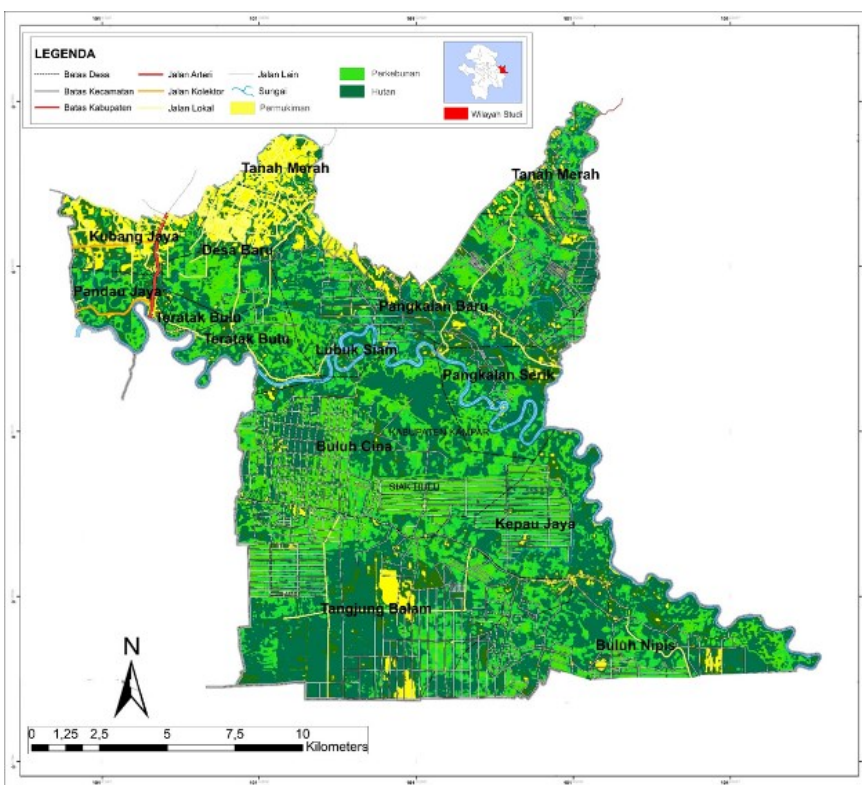 LEGENDA
Batas Desa
Batas Kecamatan
Batas Kabupaten
Jalan Arteri
Jalan Kolektor
Jalan Lokal
Jalan Lain
Sungai
Permukiman
Perkebunan
Hutan
Wilayah Studi
Tanah Merah
Tanah Merah
Kubang Jaya
Desa Baru
Pandau Jaya
Teratak Bulu
Pangkalan Baru
Teratak Butu
Lubuk Siam
Pangkalan Serik
KABUPATEN KAMPAR
Buluh Cina
SIAK HULU
Kepau Jaya
Tangjung Balam
Buluh Nipis
N
0 1,25 2,5 5 7,5 10
Kilometers